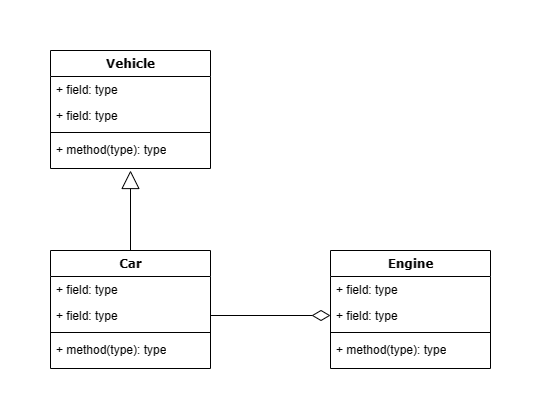 Vehicle
+ field: type
+ field: type
+ method(type): type
Car
+ field: type
+ field: type
+ method(type): type
Engine
+ field: type
+ field: type
+ method(type): type